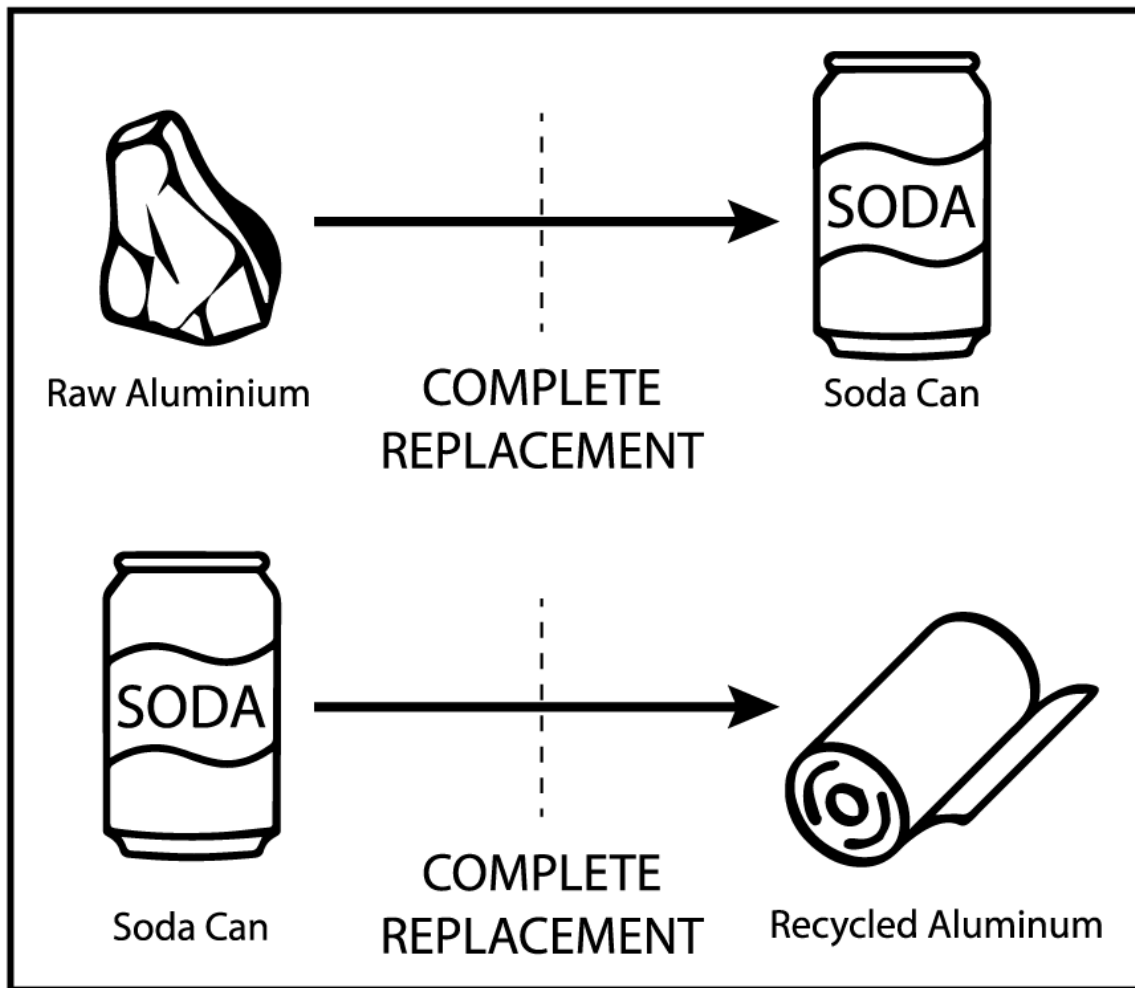 SODA
Raw Aluminium
COMPLETE
REPLACEMENT
Soda Can
SODA
Soda Can
COMPLETE
REPLACEMENT
Recycled Aluminum